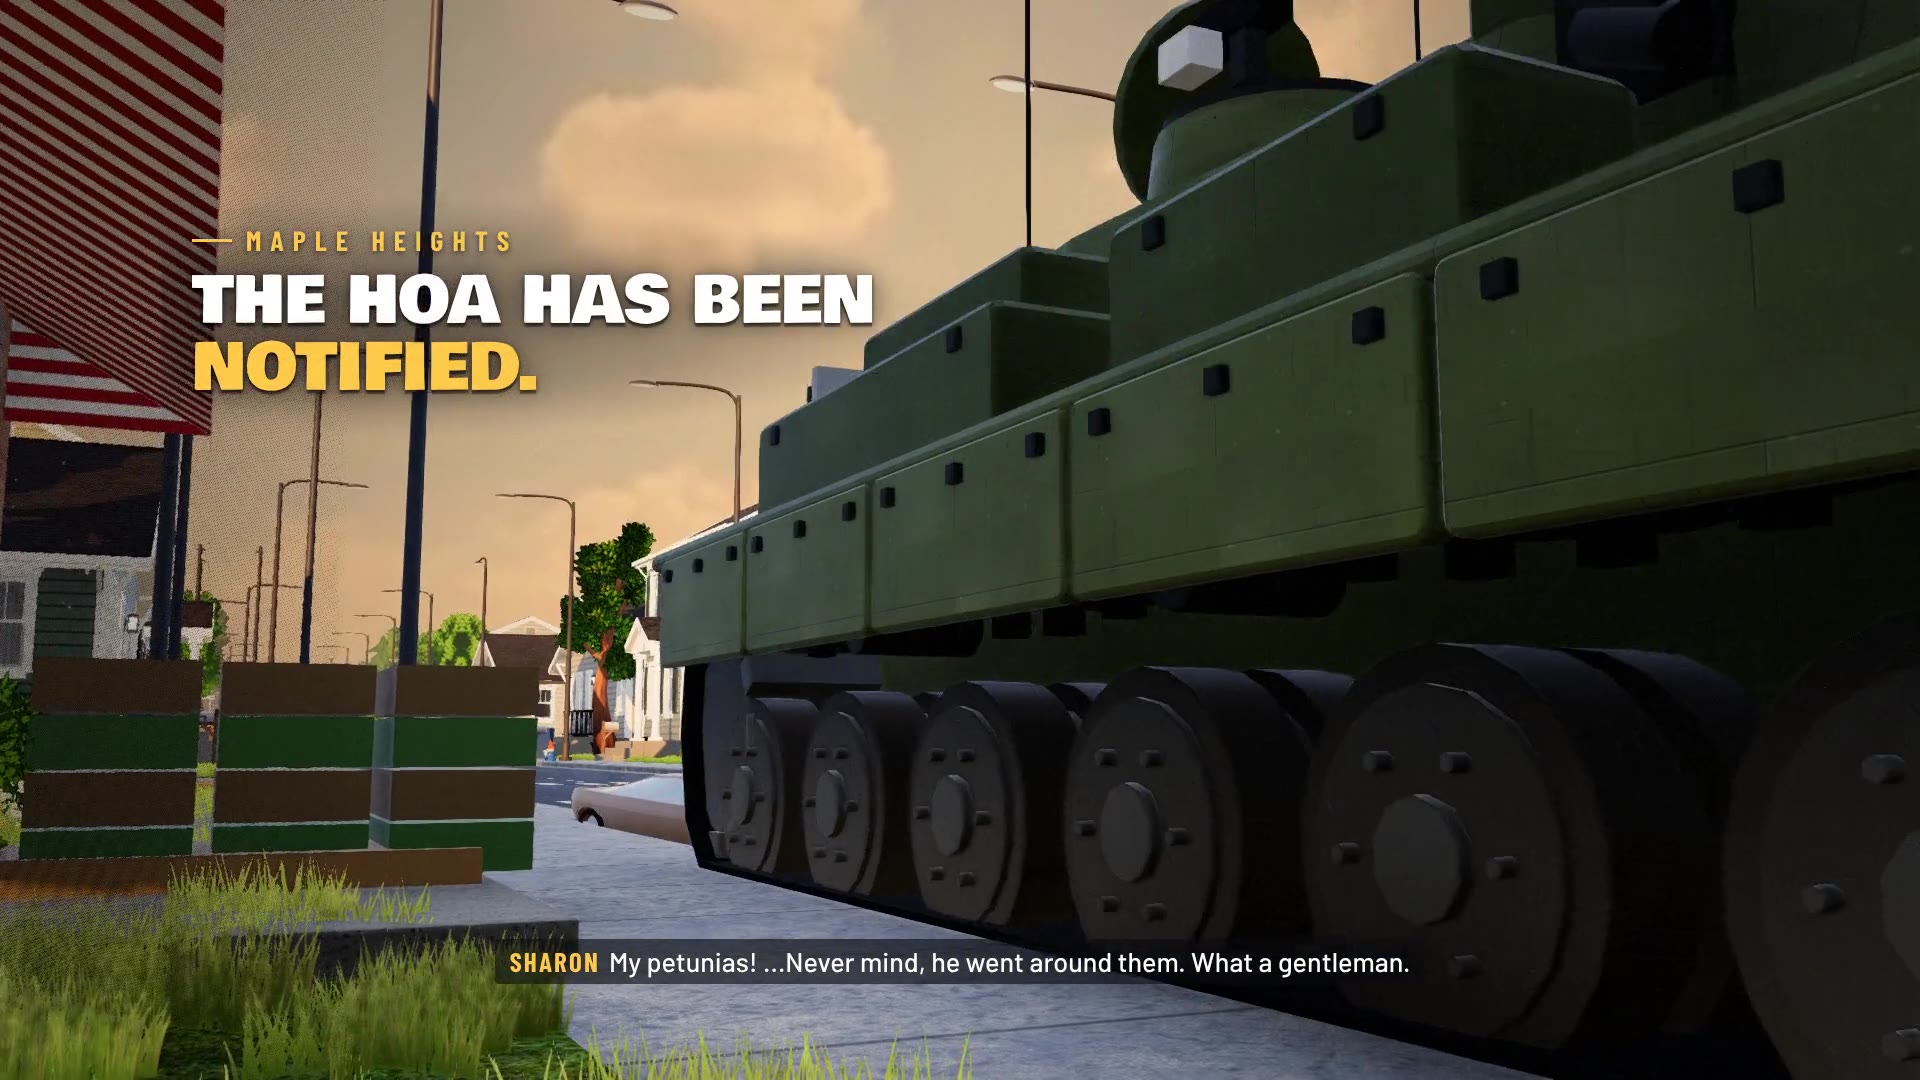 MAPLE HEIGHTS
THE HOA HAS BEEN
NOTIFIED.
SHARON My petunias! ...Never mind, he went around them. What a gentleman.